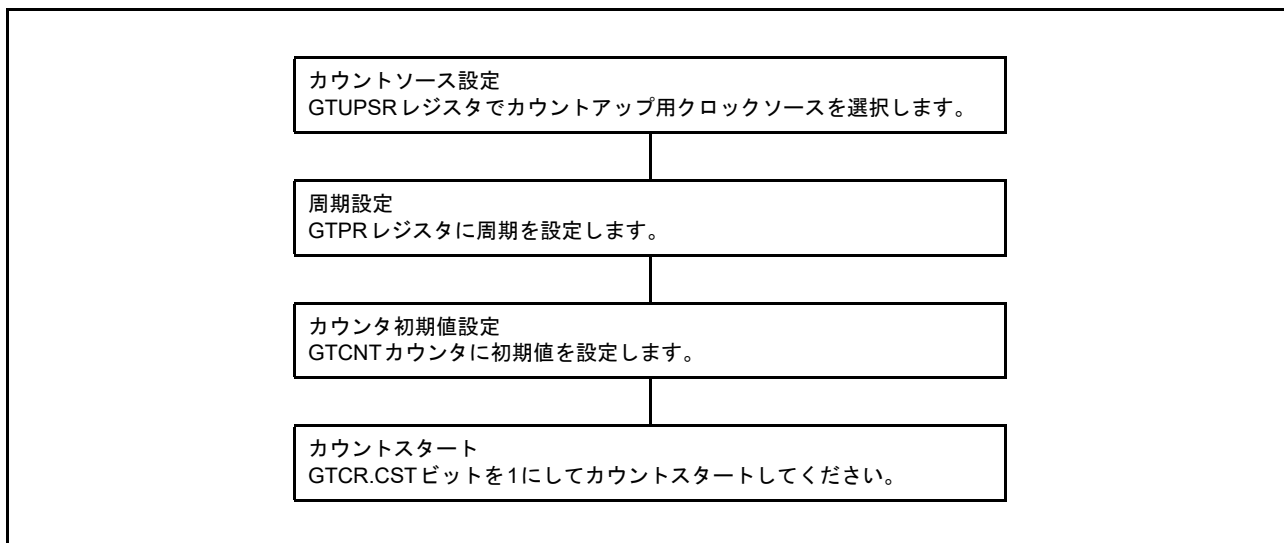 カウントソース設定
GTUPSRレジスタでカウントアップ用クロックソースを選択します。
周期設定
GTPRレジスタに周期を設定します。
カウンタ初期値設定
GTCNTカウンタに初期値を設定します。
カウントスタート
GTCR.CSTビットを1にしてカウントスタートしてください。